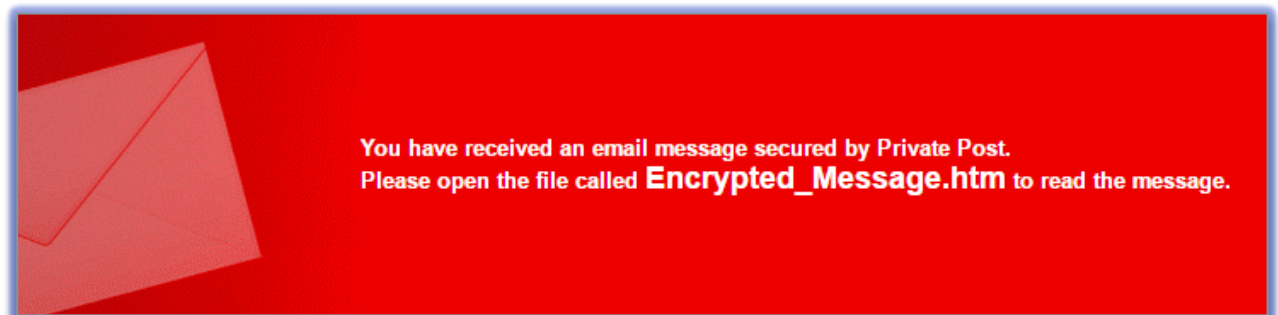 You have received an email message secured by Private Post.
Please open the file called Encrypted_Message.htm to read the message.